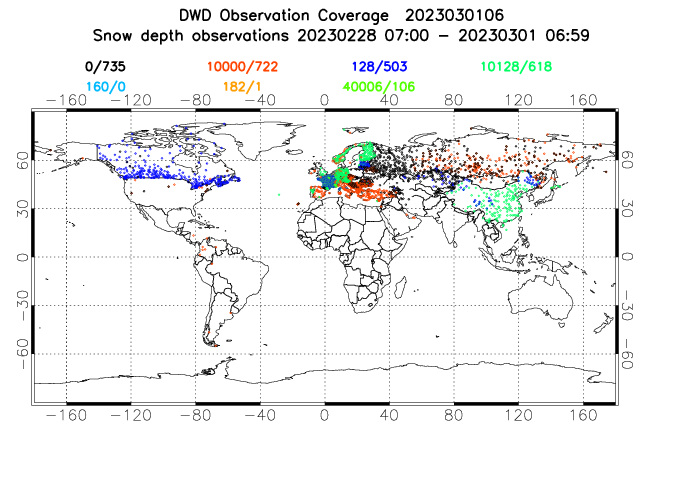 DWD Observation Coverage 2023030106
Snow depth observations 20230228 07:00 - 20230301 06:59
0/735 10000/722 128/503 10128/618
160/0 182/1 40006/106
-160 -120 -80 -40 0 40 80 120 160
60 60
30 30
0 0
-30 -30
-60 -60
-160 -120 -80 -40 0 40 80 120 160